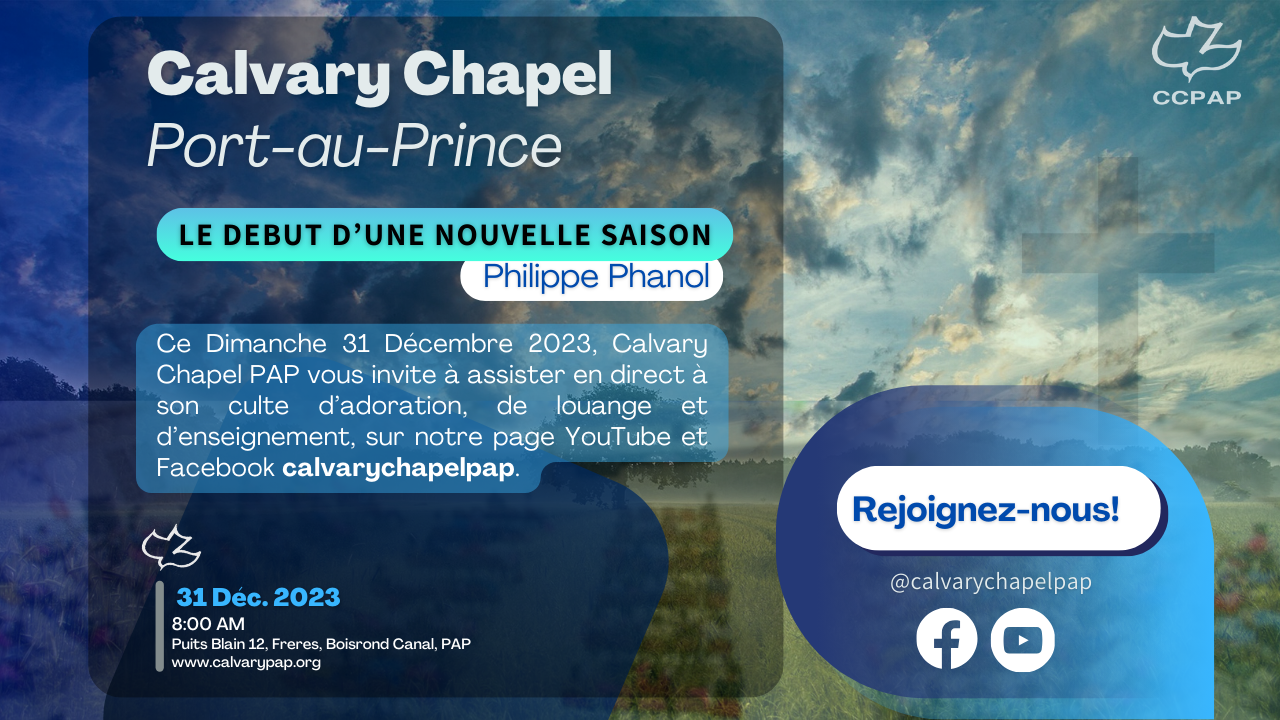 Calvary Chapel
Port-au-Prince
CCPAP
LE DEBUT D'UNE NOUVELLE SAISON
Philippe Phanol
Ce Dimanche 31 Décembre 2023, Calvary
Chapel PAP vous invite à assister en direct à
son culte d'adoration, de louange et
d'enseignement, sur notre page YouTube et
Facebook calvarychapelpap.
31 Déc. 2023
8:00 AM
Puits Blain 12, Freres, Boisrond Canal, PAP
www.calvarypap.org
Rejoignez-nous!
@calvarychapelpap